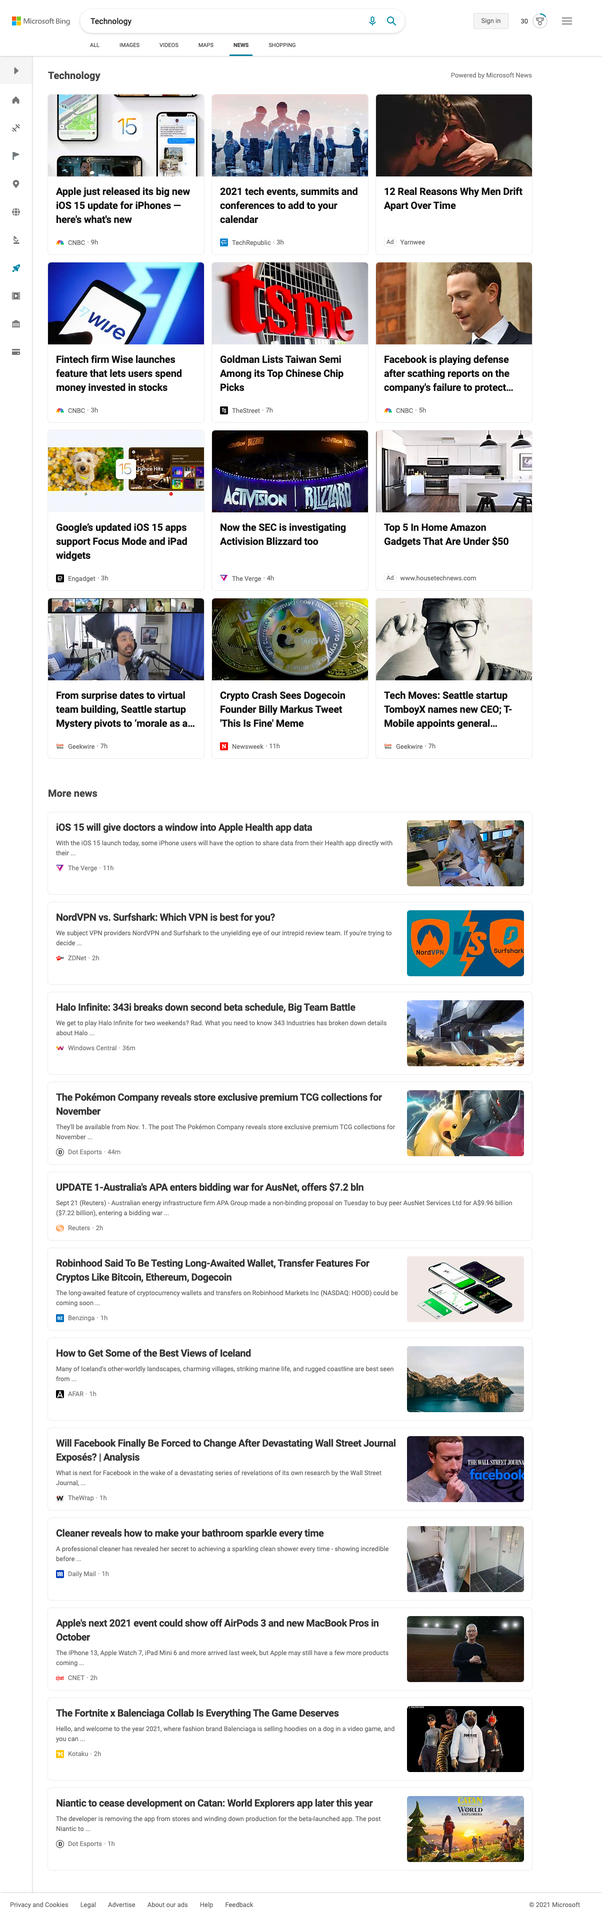 Microsoft Bing
Technology
Sign in
30
ALL IMAGES VIDEOS MAPS NEWS SHOPPING
Technology
Powered by Microsoft News
15
Apple just released its big new
iOS 15 update for iPhones —
here's what's new
CNBC · 9h
2021 tech events, summits and
conferences to add to your
calendar
TechRepublic · 3h
12 Real Reasons Why Men Drift
Apart Over Time
Ad Yarnwee
WISE
Fintech firm Wise launches
feature that lets users spend
money invested in stocks
CNBC · 3h
tsmc
Goldman Lists Taiwan Semi
Among its Top Chinese Chip
Picks
TheStreet · 7h
Facebook is playing defense
after scathing reports on the
company's failure to protect...
CNBC · 5h
15
Google's updated iOS 15 apps
support Focus Mode and iPad
widgets
Engadget · 3h
ACTIVISION | BLIZZARD
Now the SEC is investigating
Activision Blizzard too
The Verge · 4h
Top 5 In Home Amazon
Gadgets That Are Under $50
Ad www.housetechnews.com
From surprise dates to virtual
team building, Seattle startup
Mystery pivots to 'morale as a...
Geekwire · 7h
WOW
Crypto Crash Sees Dogecoin
Founder Billy Markus Tweet
'This Is Fine' Meme
Newsweek · 11h
Tech Moves: Seattle startup
TomboyX names new CEO; T-
Mobile appoints general...
Geekwire · 7h
More news
iOS 15 will give doctors a window into Apple Health app data
With the iOS 15 launch today, some iPhone users will have the option to share data from their Health app directly with
their ...
The Verge · 11h
NordVPN vs. Surfshark: Which VPN is best for you?
We subject VPN providers NordVPN and Surfshark to the unyielding eye of our intrepid review team. If you're trying to
decide ...
ZDNet · 2h
NordVPN VS Surfshark
Halo Infinite: 343i breaks down second beta schedule, Big Team Battle
We get to play Halo Infinite for two weekends? Rad. What you need to know 343 Industries has broken down details
about Halo ...
Windows Central · 36m
The Pokémon Company reveals store exclusive premium TCG collections for
November
They'll be available from Nov. 1. The post The Pokémon Company reveals store exclusive premium TCG collections for
November ...
Dot Esports · 44m
UPDATE 1-Australia's APA enters bidding war for AusNet, offers $7.2 bln
Sept 21 (Reuters) - Australian energy infrastructure firm APA Group made a non-binding proposal on Tuesday to buy peer AusNet Services Ltd for A$9.96 billion
($7.22 billion), entering a bidding war ...
Reuters · 2h
Robinhood Said To Be Testing Long-Awaited Wallet, Transfer Features For
Cryptos Like Bitcoin, Ethereum, Dogecoin
The long-awaited feature of cryptocurrency wallets and transfers on Robinhood Markets Inc (NASDAQ: HOOD) could be
coming soon ...
Benzinga · 1h
How to Get Some of the Best Views of Iceland
Many of Iceland's other-worldly landscapes, charming villages, striking marine life, and rugged coastline are best seen
from ...
AFAR · 1h
Will Facebook Finally Be Forced to Change After Devastating Wall Street Journal
Exposés? | Analysis
What is next for Facebook in the wake of a devastating series of revelations of its own research by the Wall Street
Journal, ...
TheWrap · 1h
THE WALL STREET JOURNA
facebook
Cleaner reveals how to make your bathroom sparkle every time
A professional cleaner has revealed her secret to achieving a sparkling clean shower every time - showing incredible
before ...
Daily Mail · 1h
Apple's next 2021 event could show off AirPods 3 and new MacBook Pros in
October
The iPhone 13, Apple Watch 7, iPad Mini 6 and more arrived last week, but Apple may still have a few more products
coming ...
CNET · 2h
The Fortnite x Balenciaga Collab Is Everything The Game Deserves
Hello, and welcome to the year 2021, where fashion brand Balenciaga is selling hoodies on a dog in a video game, and
you can ...
Kotaku · 2h
Niantic to cease development on Catan: World Explorers app later this year
The developer is removing the app from stores and winding down production for the beta-launched app. The post
Niantic to ...
Dot Esports · 1h
CATAN
WORLD
EXPLORERS
Privacy and Cookies Legal Advertise About our ads Help Feedback
© 2021 Microsoft